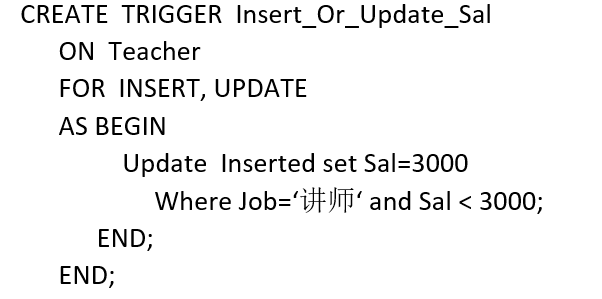 CREATE TRIGGER Insert_Or_Update_Sal
ON Teacher
FOR INSERT, UPDATE
AS BEGIN
Update Inserted set Sal=3000
Where Job=‘讲师‘ and Sal < 3000;
END;
END;